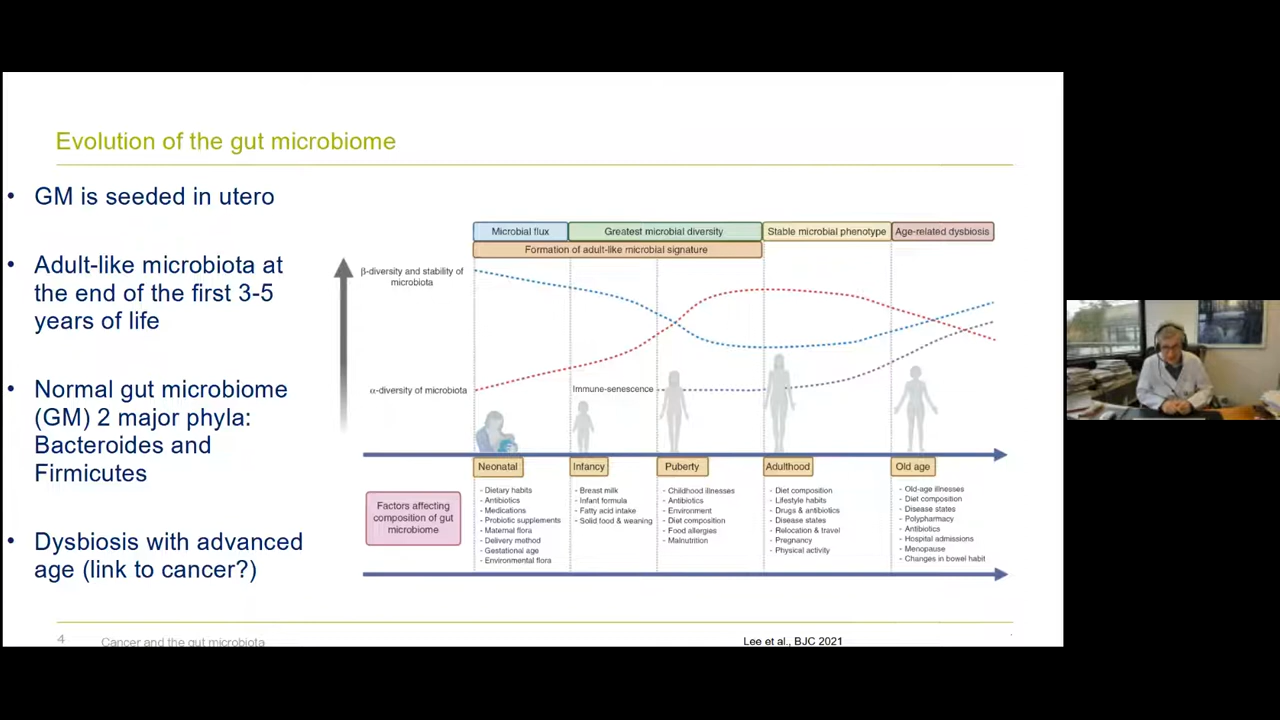 Evolution of the gut microbiome
• GM is seeded in utero
• Adult-like microbiota at
the end of the first 3-5
years of life
• Normal gut microbiome
(GM) 2 major phyla:
Bacteroides and
Firmicutes
• Dysbiosis with advanced
age (link to cancer?)
Microbial flux
Greatest microbial diversity
Stable microbial phenotype
Age-related dysbiosis
Formation of adult-like microbial signature
β-diversity and stability of
microbiota
α-diversity of microbiota
Immune-senescence
Neonatal
Infancy
Puberty
Adulthood
Old age
Factors affecting
composition of gut
microbiome
- Dietary habits
- Antibiotics
- Medications
- Probiotic supplements
- Maternal flora
- Delivery method
- Gestational age
- Environmental flora
- Breast milk
- Infant formula
- Fatty acid intake
- Solid food & weaning
- Childhood illnesses
- Antibiotics
- Environment
- Diet composition
- Food allergies
- Malnutrition
- Diet composition
- Lifestyle habits
- Drugs & antibiotics
- Disease states
- Relocation & travel
- Pregnancy
- Physical activity
- Old-age illnesses
- Diet composition
- Disease states
- Polypharmacy
- Antibiotics
- Hospital admissions
- Menopause
- Changes in bowel habit
4
Cancer and the gut microbiota
Lee et al., BJC 2021